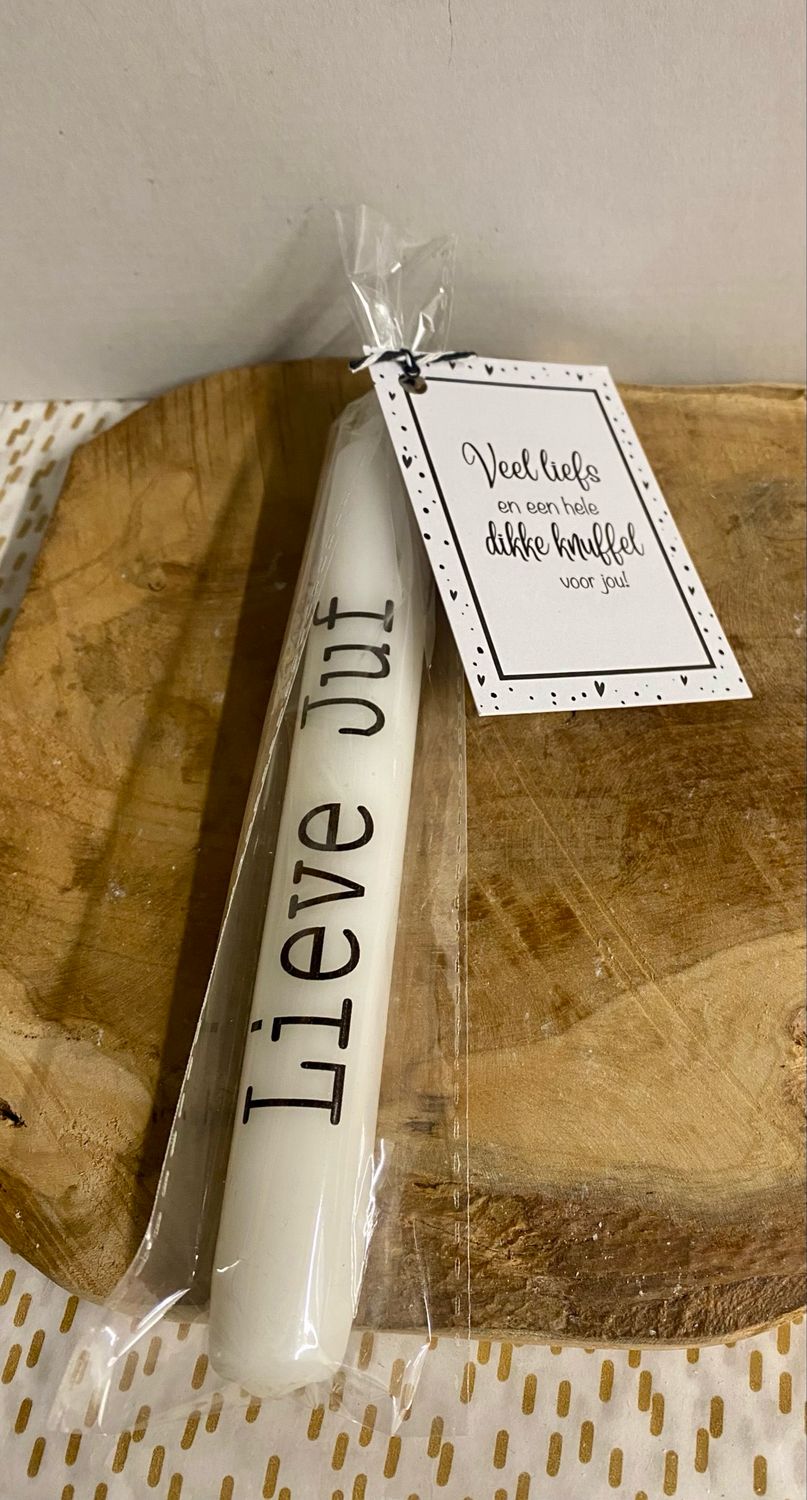 Veel liefs
en een hele
dikke knuffel
voor jou!
Lieve Juf